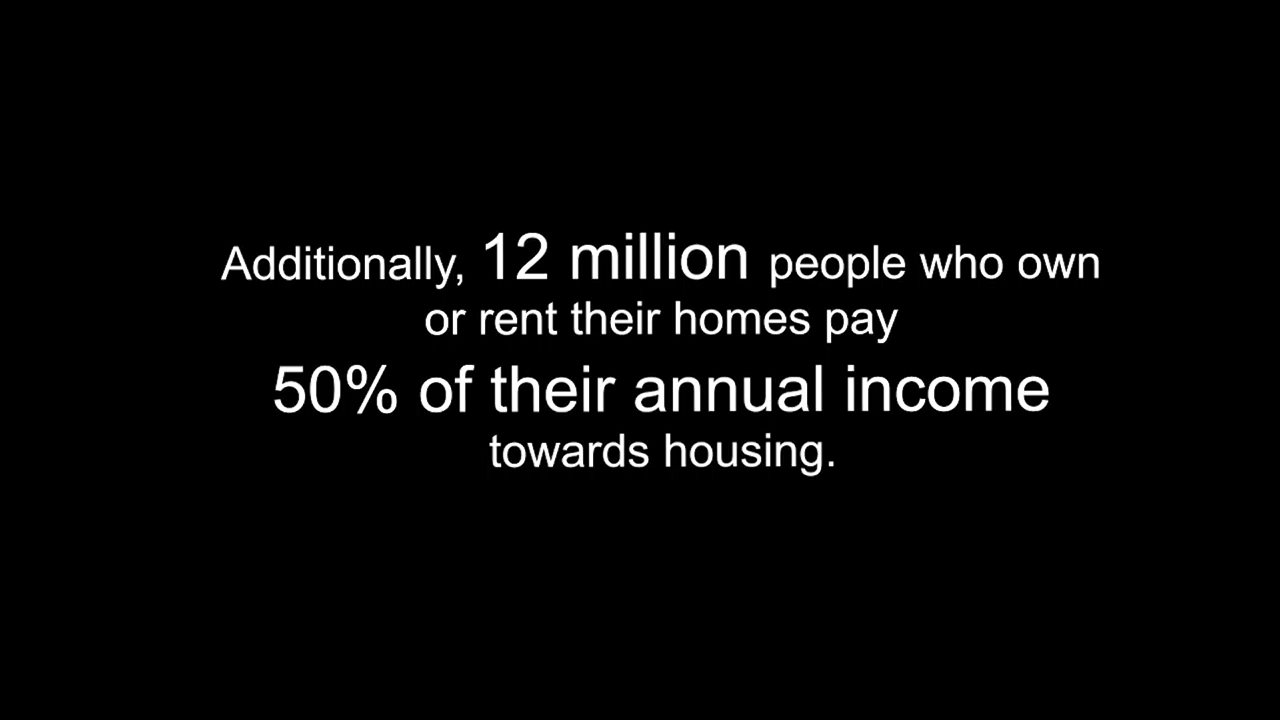 Additionally, 12 million people who own
or rent their homes pay
50% of their annual income
towards housing.